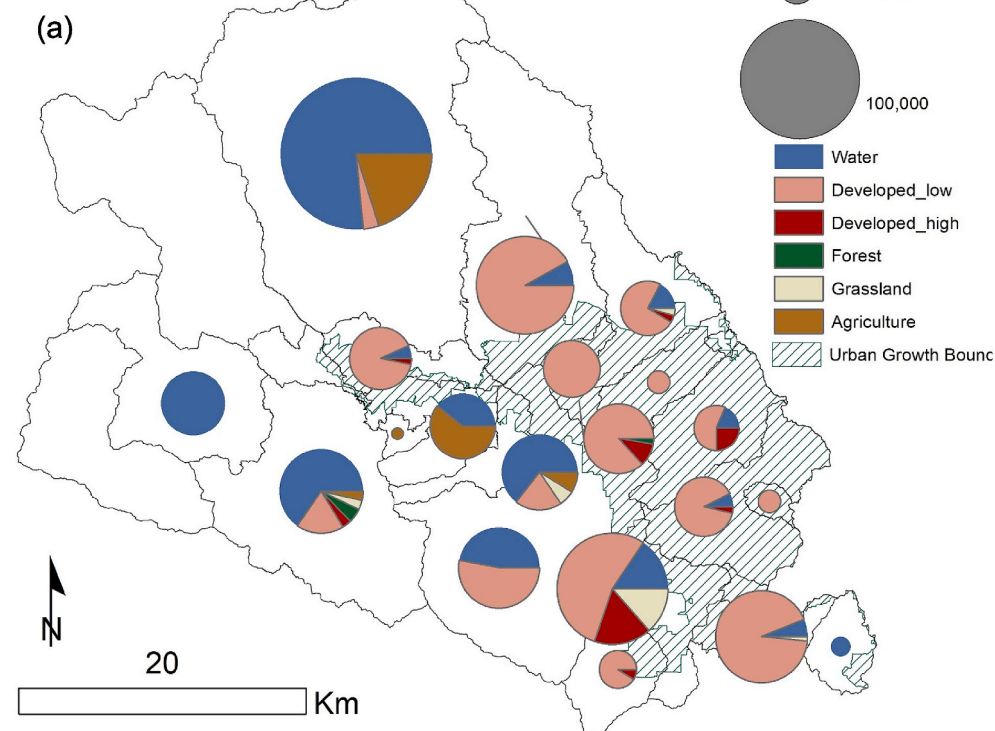 (a)
100,000
Water
Developed_low
Developed_high
Forest
Grassland
Agriculture
Urban Growth Bounc
N
20
Km